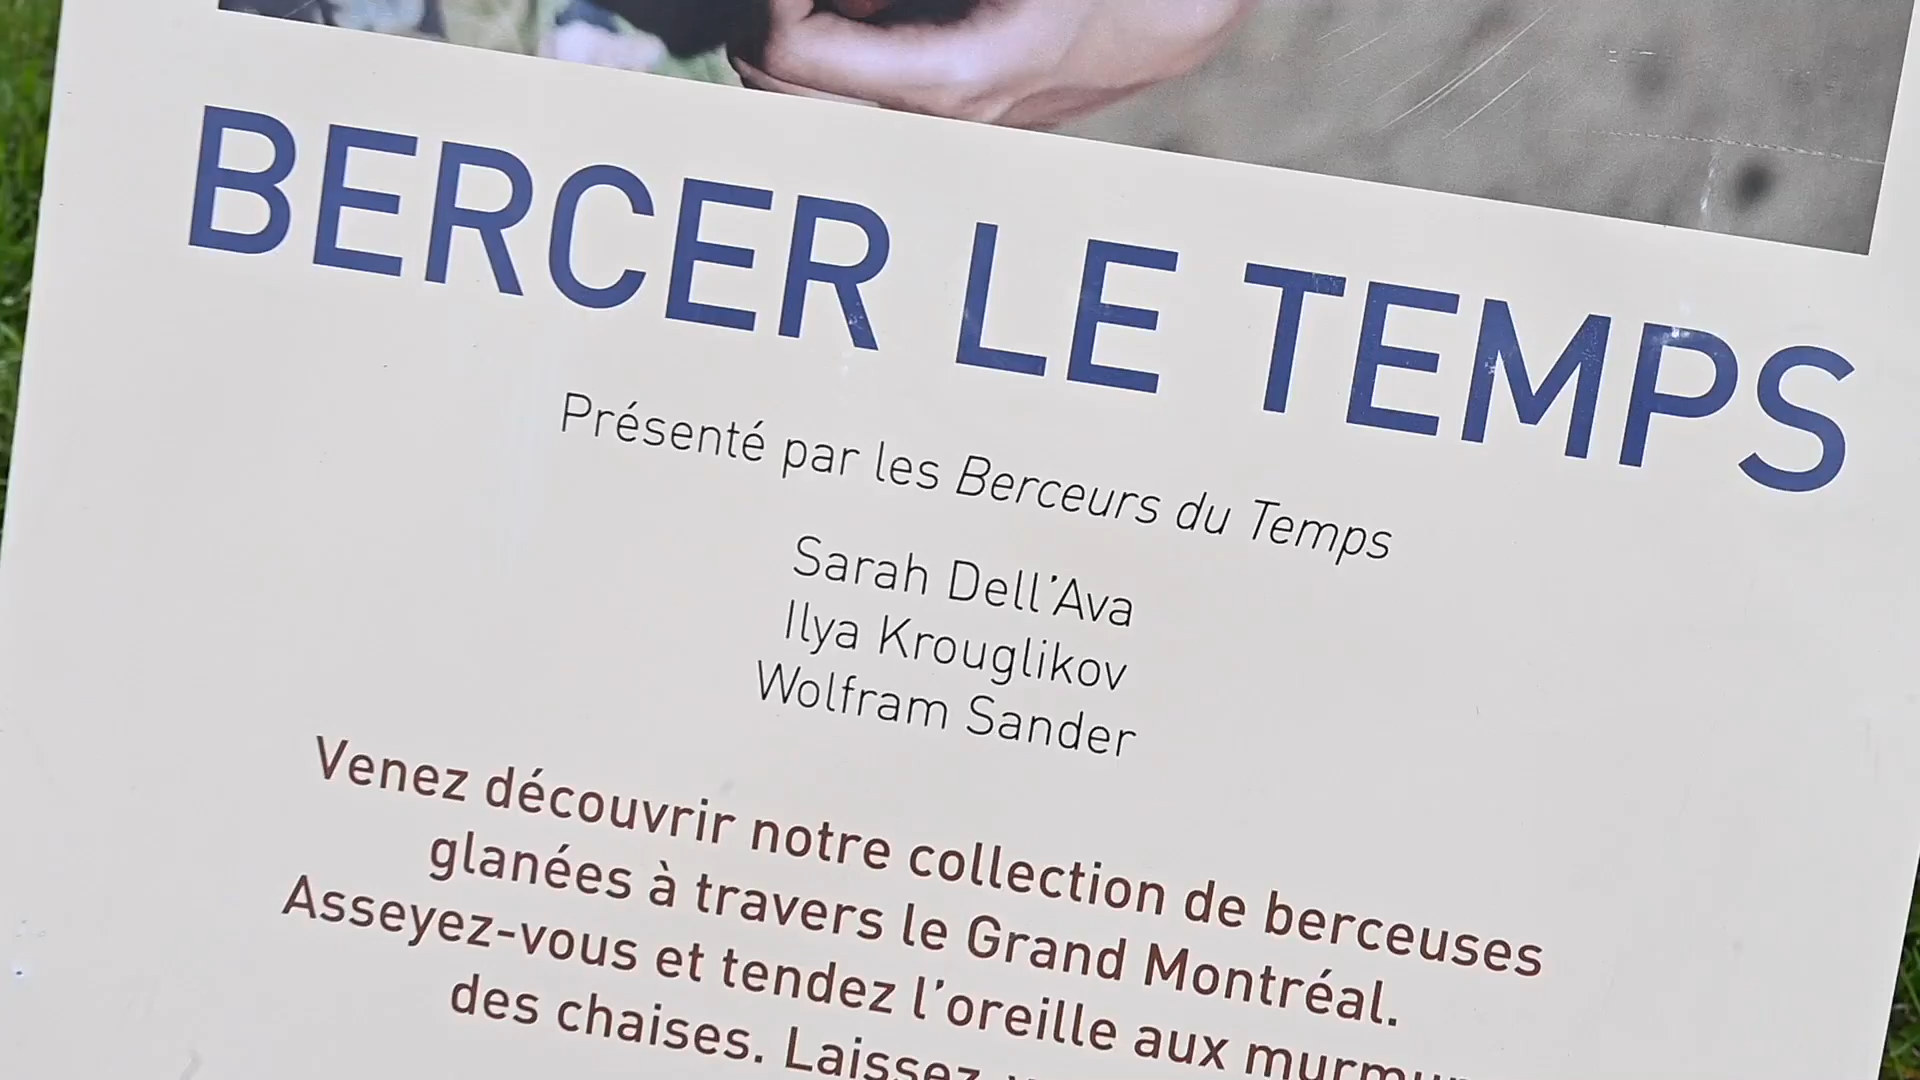 BERCER LE TEMPS
Présenté par les Berceurs du Temps
Sarah Dell'Ava
Ilya Krouglikov
Wolfram Sander
Venez découvrir notre collection de berceuses
glanées à travers le Grand Montréal.
Asseyez-vous et tendez l'oreille aux
des chaises.